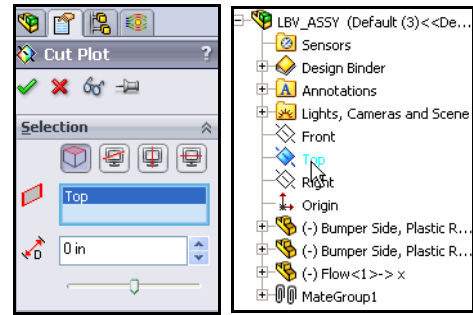 Cut Plot
?
Selection
Top
D
0 in
LBV_ASSY (Default (3)<<De...
Sensors
Design Binder
A Annotations
Lights, Cameras and Scene
Front
Top
Right
Origin
(-) Bumper Side, Plastic R...
(-) Bumper Side, Plastic R...
(-) Flow<1>-> x
MateGroup1